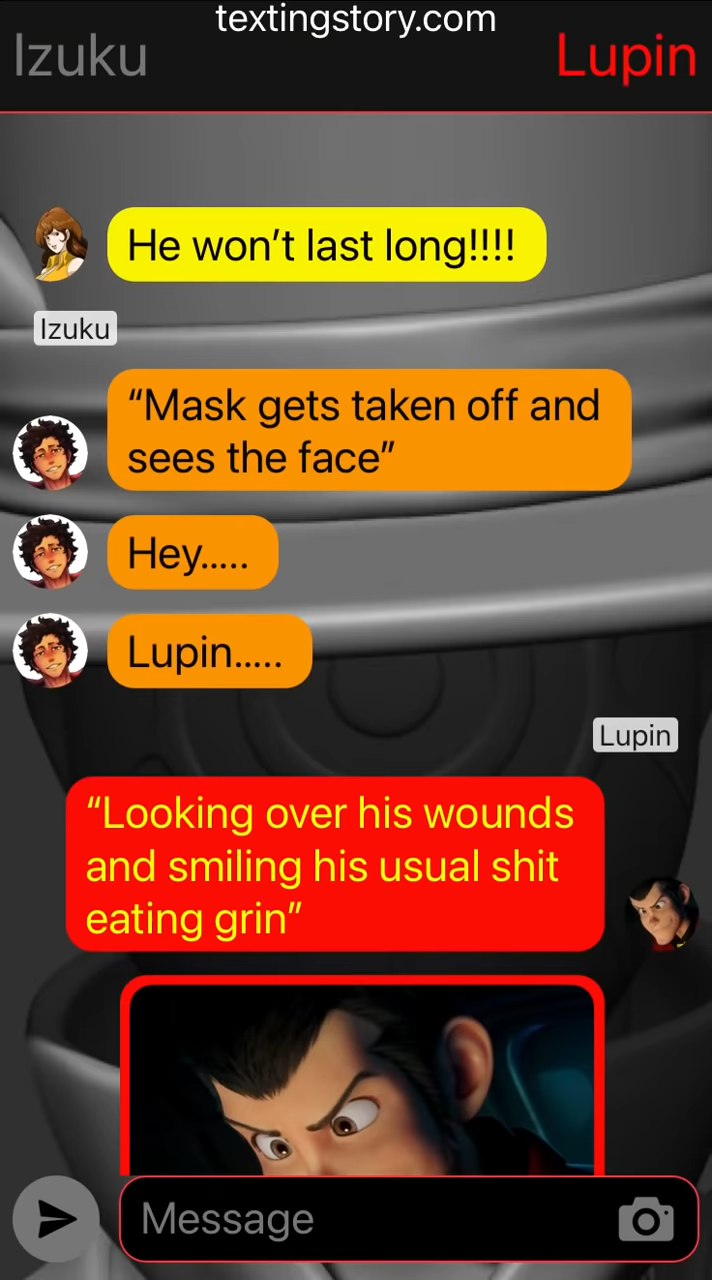 textingstory.com
Izuku
Lupin
He won’t last long!!!!
Izuku
“Mask gets taken off and
sees the face”
Hey.....
Lupin.....
Lupin
“Looking over his wounds
and smiling his usual shit
eating grin”
Message